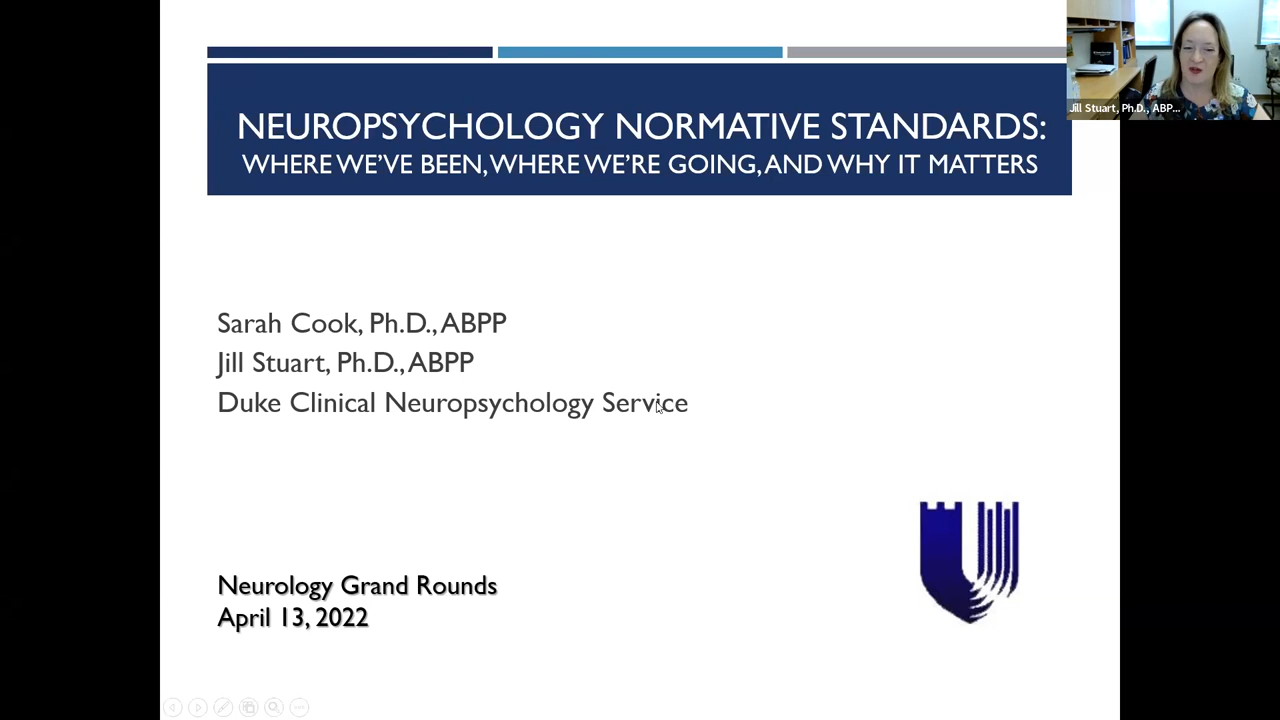 NEUROPSYCHOLOGY NORMATIVE STANDARDS:
WHERE WE'VE BEEN, WHERE WE'RE GOING, AND WHY IT MATTERS
Sarah Cook, Ph.D., ABPP
Jill Stuart, Ph.D., ABPP
Duke Clinical Neuropsychology Service
Neurology Grand Rounds
April 13, 2022
Jill Stuart, Ph.D., ABP...